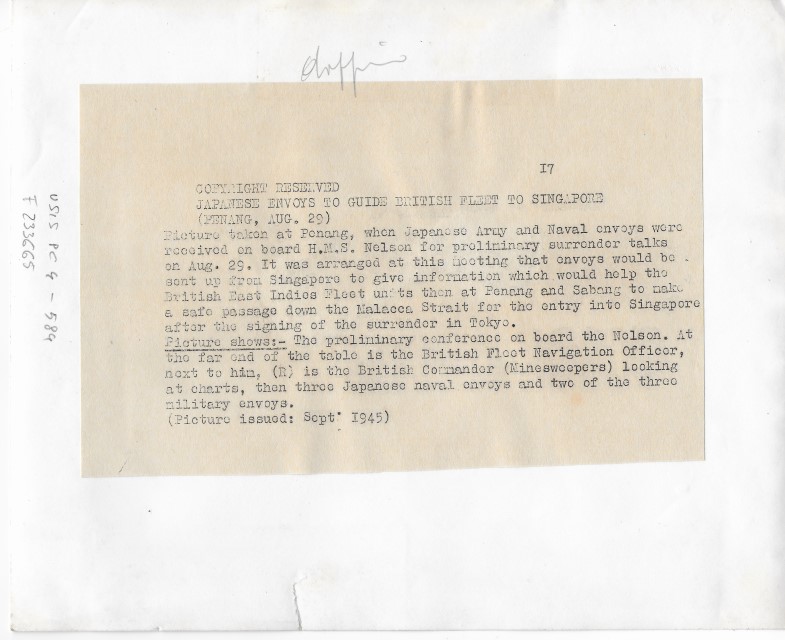 17
COPYRIGHT RESERVED
JAPANESE ENVOYS TO GUIDE BRITISH FLEET TO SINGAPORE
(PENANG, AUG. 29)
Picture taken at Penang, when Japanese Army and Naval envoys were
received on board H.M.S. Nelson for preliminary surrender talks
on Aug. 29. It was arranged at this meeting that envoys would be
sent up from Singapore to give information which would help the
British East Indies Fleet units then at Penang and Sabang to make
a safe passage down the Malacca Strait for the entry into Singapore
after the signing of the surrender in Tokyo.
Picture shows:- The preliminary conference on board the Nelson. At
the far end of the table is the British Fleet Navigation Officer,
next to him, (R) is the British Commander (Minesweepers) looking
at charts, then three Japanese naval envoys and two of the three
military envoys.
(Picture issued: Sept' 1945)
USIS PC 4 - 584
F 233665